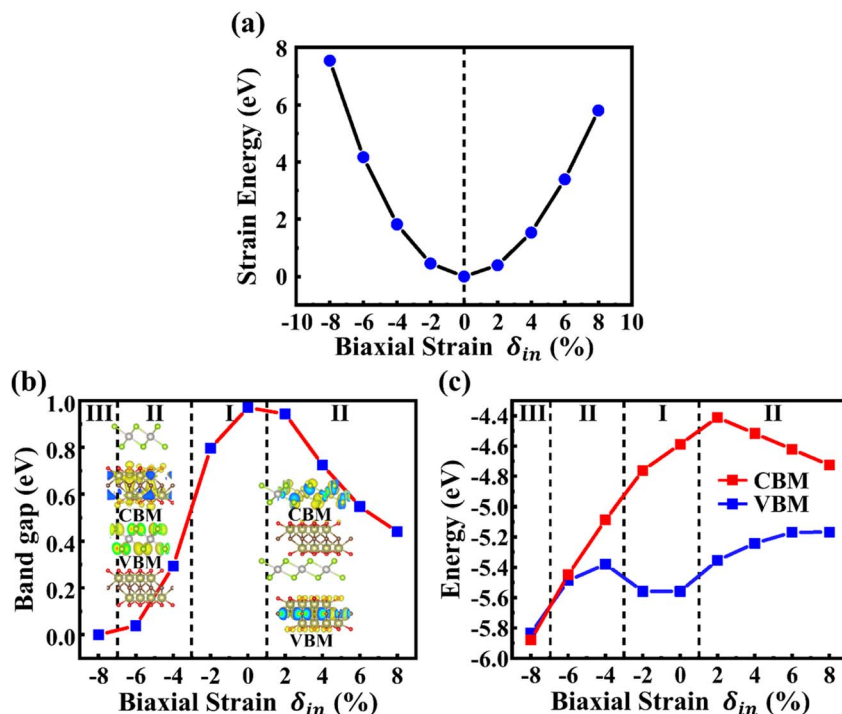 (a)
8
6
4
2
0
Strain Energy (eV)
-10 -8 -6 -4 -2 0 2 4 6 8 10
Biaxial Strain δin (%)
(b)
III II I II
1.0
0.8
0.6
0.4
0.2
0.0
Band gap (eV)
CBM
VBM
CBM
VBM
-8 -6 -4 -2 0 2 4 6 8
Biaxial Strain δin (%)
(c)
III II I II
-4.4
-4.6
-4.8
-5.0
-5.2
-5.4
-5.6
-5.8
-6.0
Energy (eV)
CBM
VBM
-8 -6 -4 -2 0 2 4 6 8
Biaxial Strain δin (%)